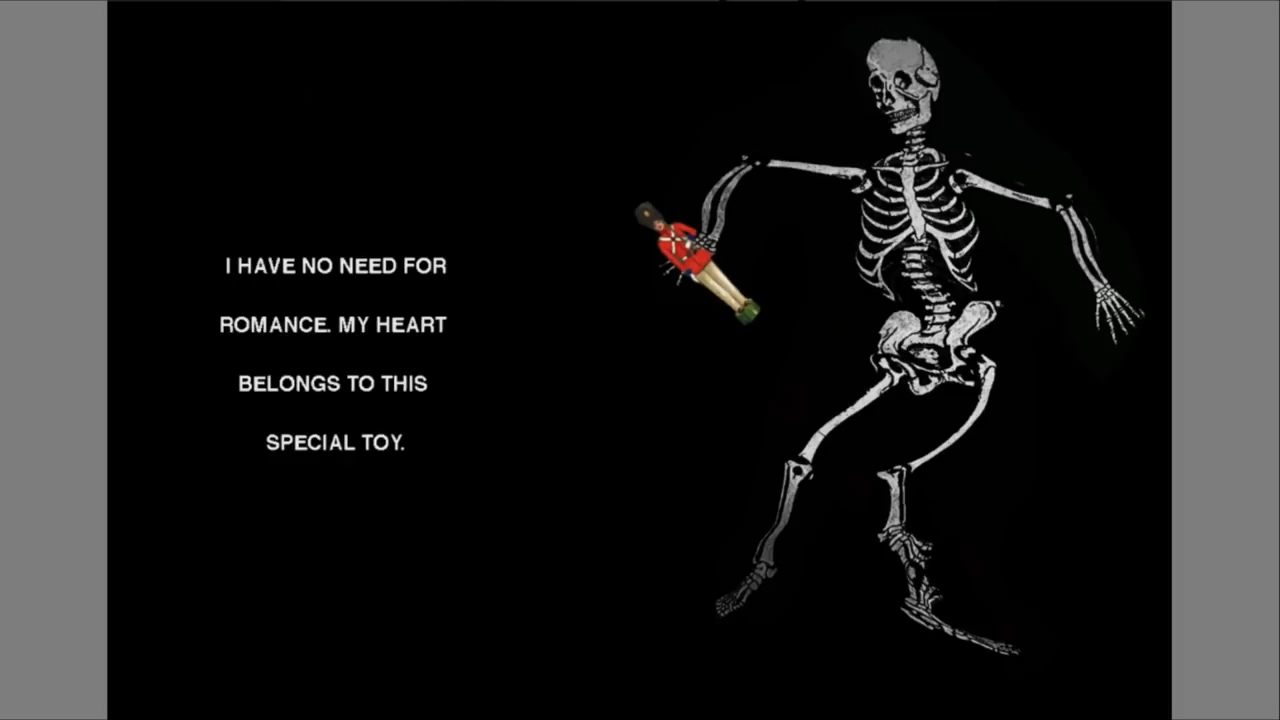 I HAVE NO NEED FOR
ROMANCE. MY HEART
BELONGS TO THIS
SPECIAL TOY.